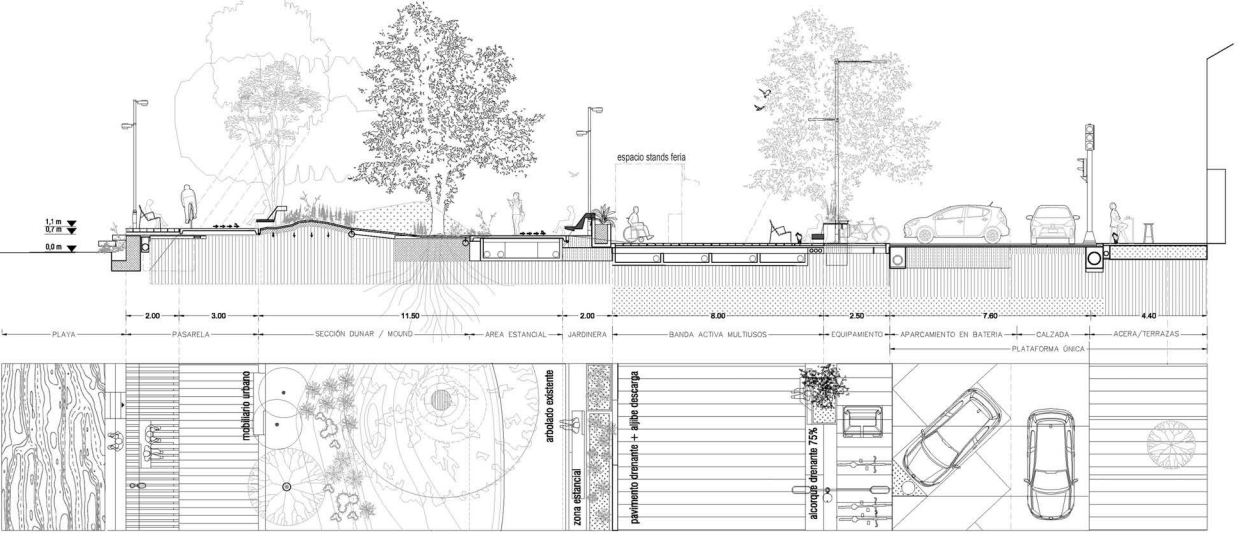 espacio stands feria
1,1 m
0,7 m
0,0 m
2.00 3.00 11.50 2.00 8.00 2.50 7.60 4.40
PLAYA PASARELA SECCIÓN DUNAR / MOUND AREA ESTANCIAL JARDINERA BANDA ACTIVA MULTIUSOS EQUIPAMIENTO APARCAMIENTO EN BATERIA CALZADA ACERA/TERRAZAS
PLATAFORMA ÚNICA
mobiliario urbano
arbolado existente
zona estancial
pavimento drenante + aljibe descarga
alcorque drenante 75%